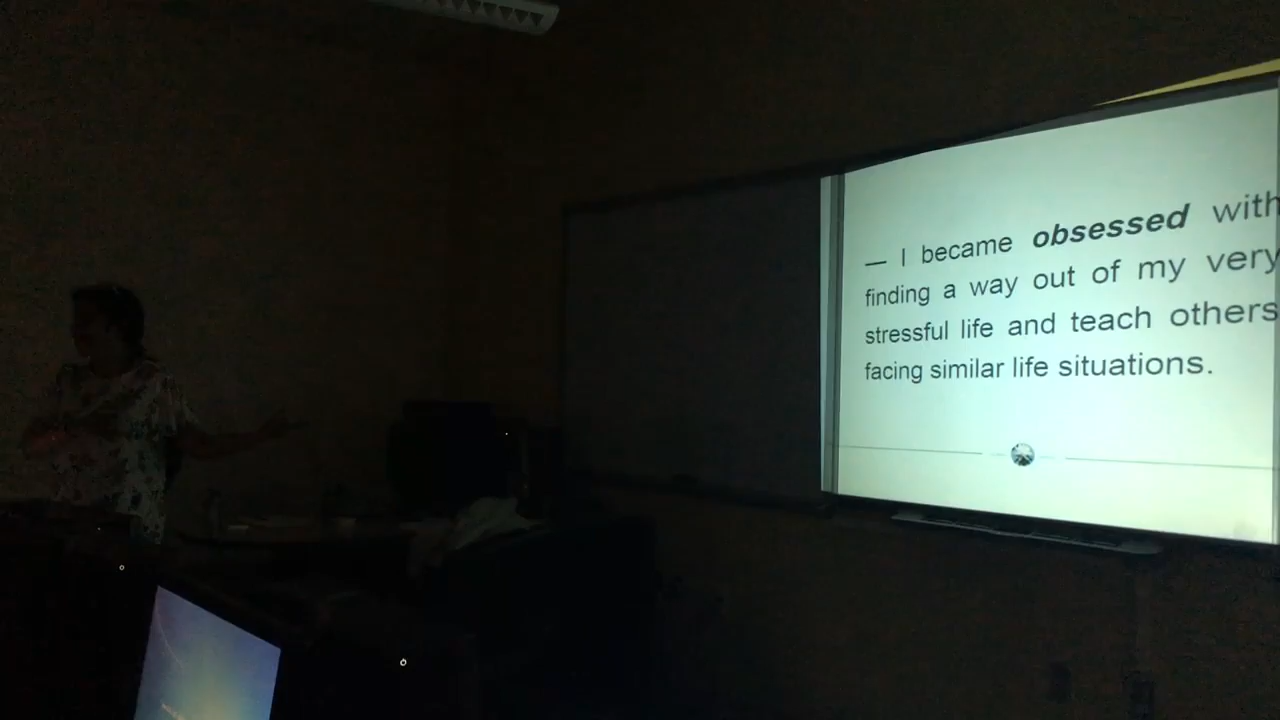 — I became obsessed with
finding a way out of my very
stressful life and teach others
facing similar life situations.